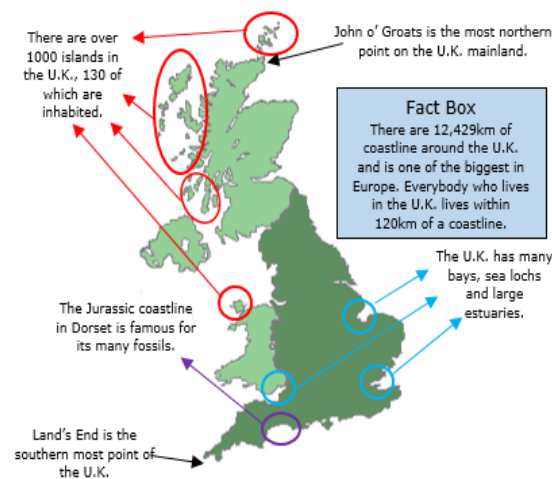 There are over
1000 islands in
the U.K., 130 of
which are
inhabited.
John o’ Groats is the most northern
point on the U.K. mainland.
Fact Box
There are 12,429km of
coastline around the U.K.
and is one of the biggest in
Europe. Everybody who lives
in the U.K. lives within
120km of a coastline.
The U.K. has many
bays, sea lochs
and large
estuaries.
The Jurassic coastline
in Dorset is famous for
its many fossils.
Land’s End is the
southern most point of
the U.K.